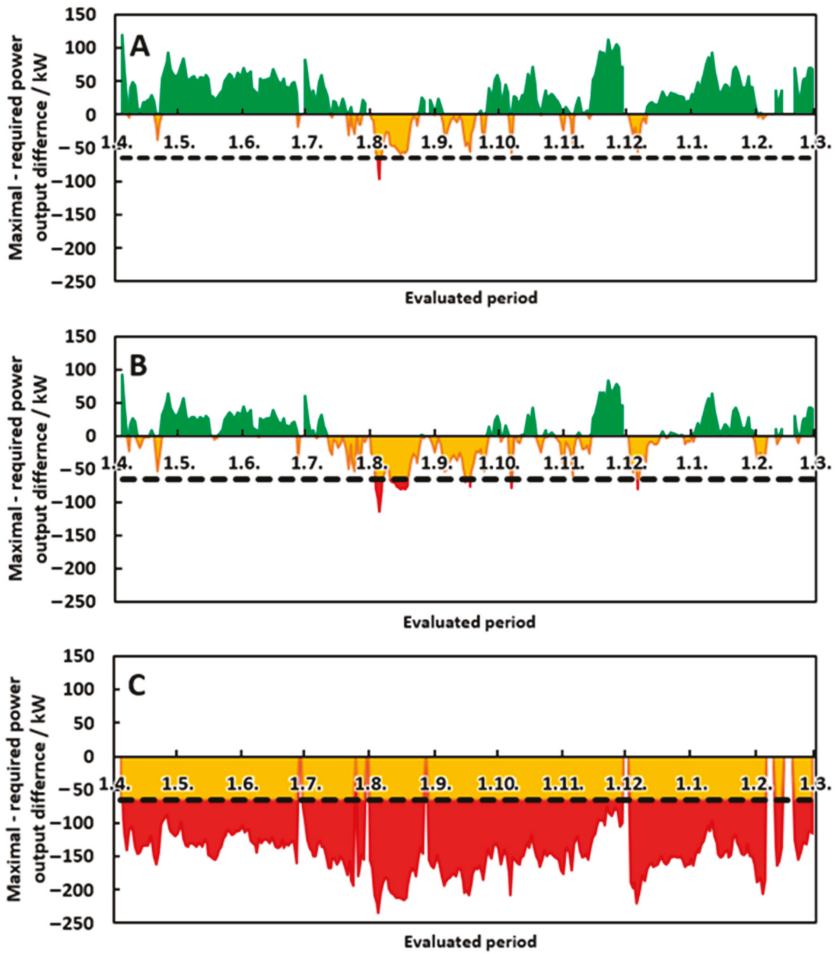 Maximal - required power
output differnce / kW
A
150
100
50
0
−50
−100
−150
−200
−250
1.4. 1.5. 1.6. 1.7. 1.8. 1.9. 1.10. 1.11. 1.12. 1.1. 1.2. 1.3.
Evaluated period
Maximal - required power
output differnce / kW
B
150
100
50
0
−50
−100
−150
−200
−250
1.4. 1.5. 1.6. 1.7. 1.8. 1.9. 1.10. 1.11. 1.12. 1.1. 1.2. 1.3.
Evaluated period
Maximal - required power
output differnce / kW
C
150
100
50
0
−50
−100
−150
−200
−250
1.4. 1.5. 1.6. 1.7. 1.8. 1.9. 1.10. 1.11. 1.12. 1.1. 1.2. 1.3.
Evaluated period